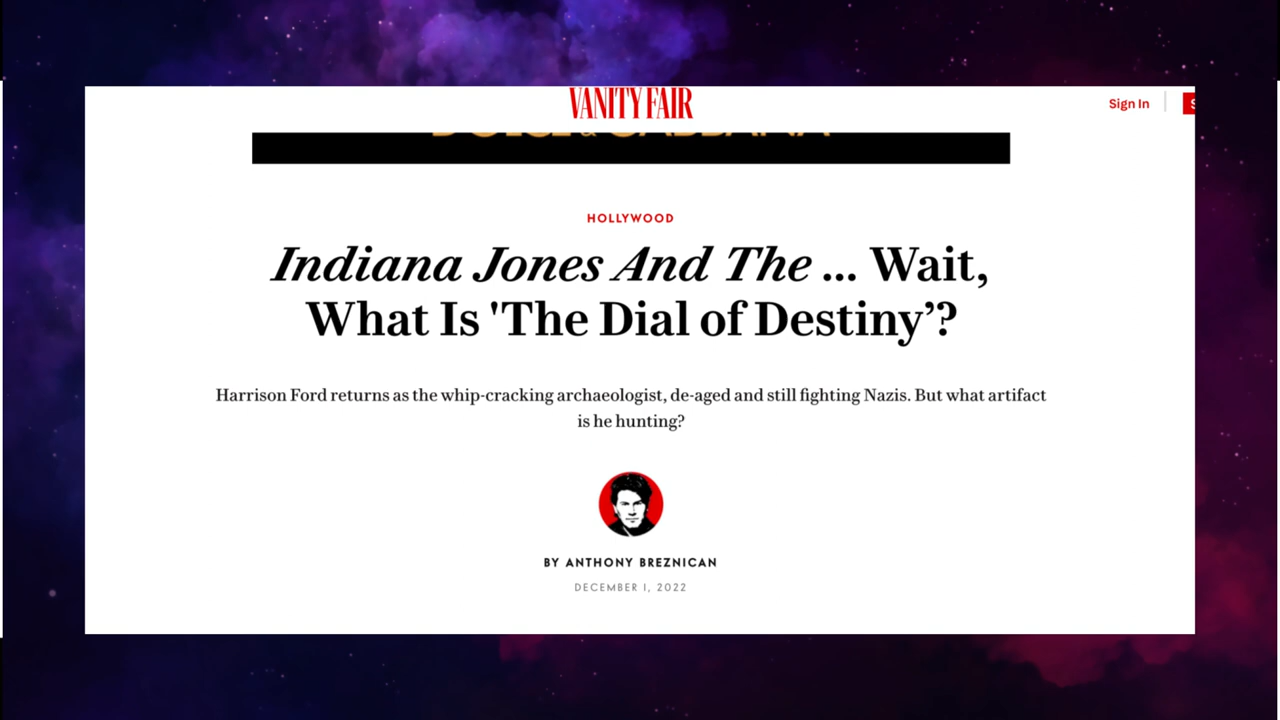 VANITY FAIR
Sign In
DOLCE & GABBANA
HOLLYWOOD
Indiana Jones And The ... Wait,
What Is 'The Dial of Destiny’?
Harrison Ford returns as the whip-cracking archaeologist, de-aged and still fighting Nazis. But what artifact
is he hunting?
BY ANTHONY BREZNICAN
DECEMBER 1, 2022